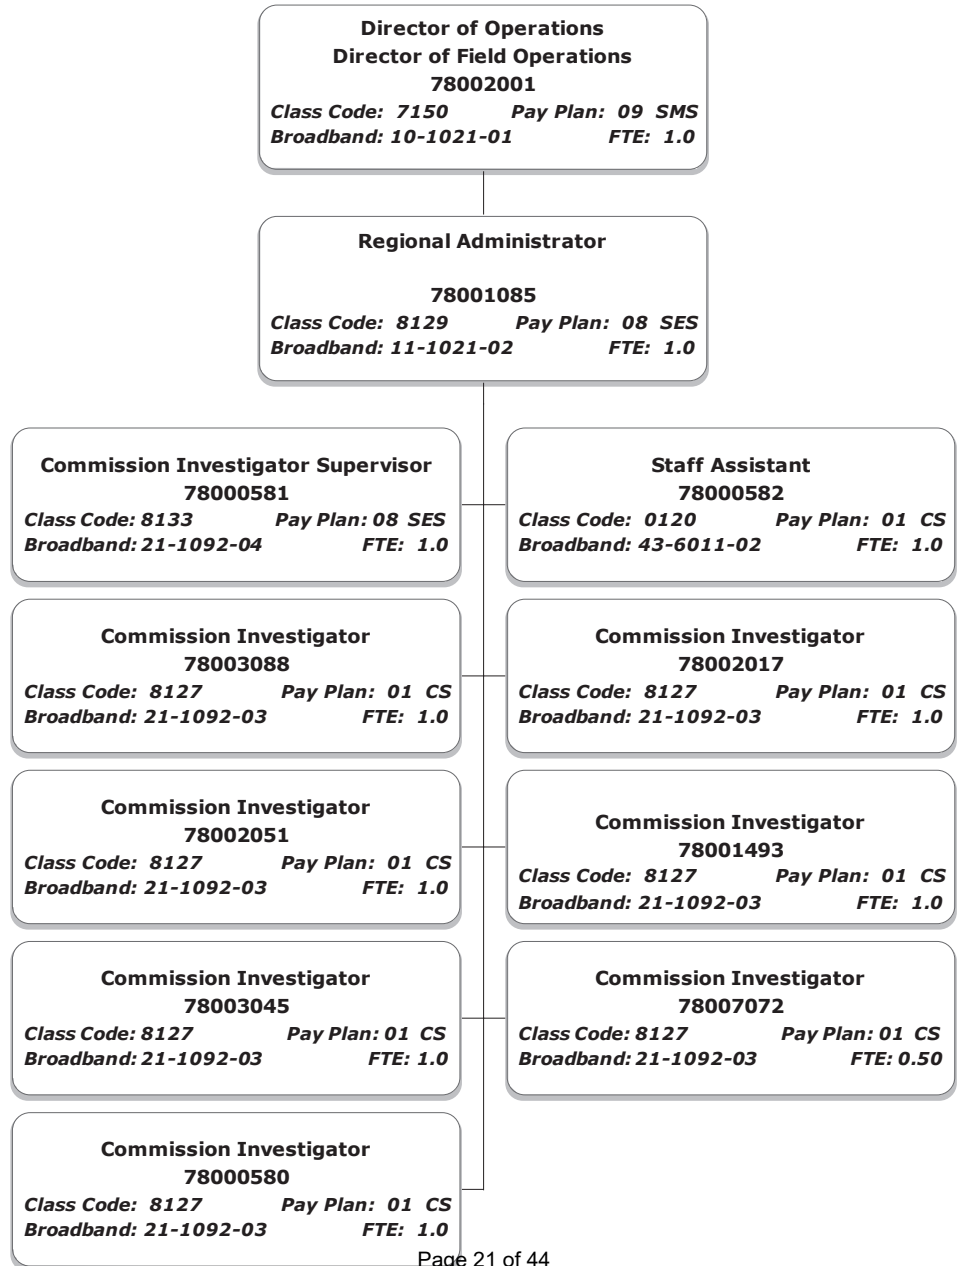 Director of Operations
Director of Field Operations
78002001
Class Code: 7150 Pay Plan: 09 SMS
Broadband: 10-1021-01 FTE: 1.0
Regional Administrator
78001085
Class Code: 8129 Pay Plan: 08 SES
Broadband: 11-1021-02 FTE: 1.0
Commission Investigator Supervisor
78000581
Class Code: 8133 Pay Plan: 08 SES
Broadband: 21-1092-04 FTE: 1.0
Staff Assistant
78000582
Class Code: 0120 Pay Plan: 01 CS
Broadband: 43-6011-02 FTE: 1.0
Commission Investigator
78003088
Class Code: 8127 Pay Plan: 01 CS
Broadband: 21-1092-03 FTE: 1.0
Commission Investigator
78002017
Class Code: 8127 Pay Plan: 01 CS
Broadband: 21-1092-03 FTE: 1.0
Commission Investigator
78002051
Class Code: 8127 Pay Plan: 01 CS
Broadband: 21-1092-03 FTE: 1.0
Commission Investigator
78001493
Class Code: 8127 Pay Plan: 01 CS
Broadband: 21-1092-03 FTE: 1.0
Commission Investigator
78003045
Class Code: 8127 Pay Plan: 01 CS
Broadband: 21-1092-03 FTE: 1.0
Commission Investigator
78007072
Class Code: 8127 Pay Plan: 01 CS
Broadband: 21-1092-03 FTE: 0.50
Commission Investigator
78000580
Class Code: 8127 Pay Plan: 01 CS
Broadband: 21-1092-03 FTE: 1.0
Page 21 of 44